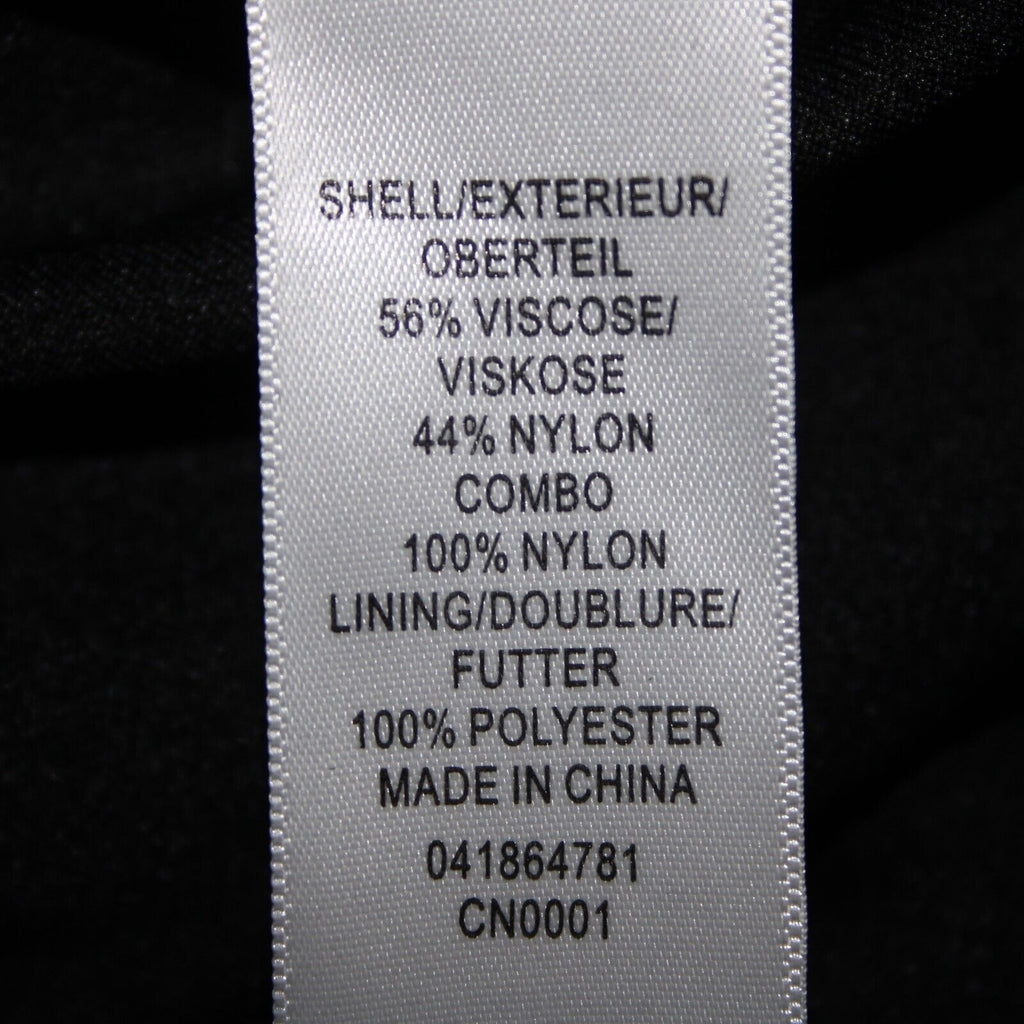 SHELL/EXTERIEUR/
OBERTEIL
56% VISCOSE/
VISKOSE
44% NYLON
COMBO
100% NYLON
LINING/DOUBLURE/
FUTTER
100% POLYESTER
MADE IN CHINA
041864781
CN0001